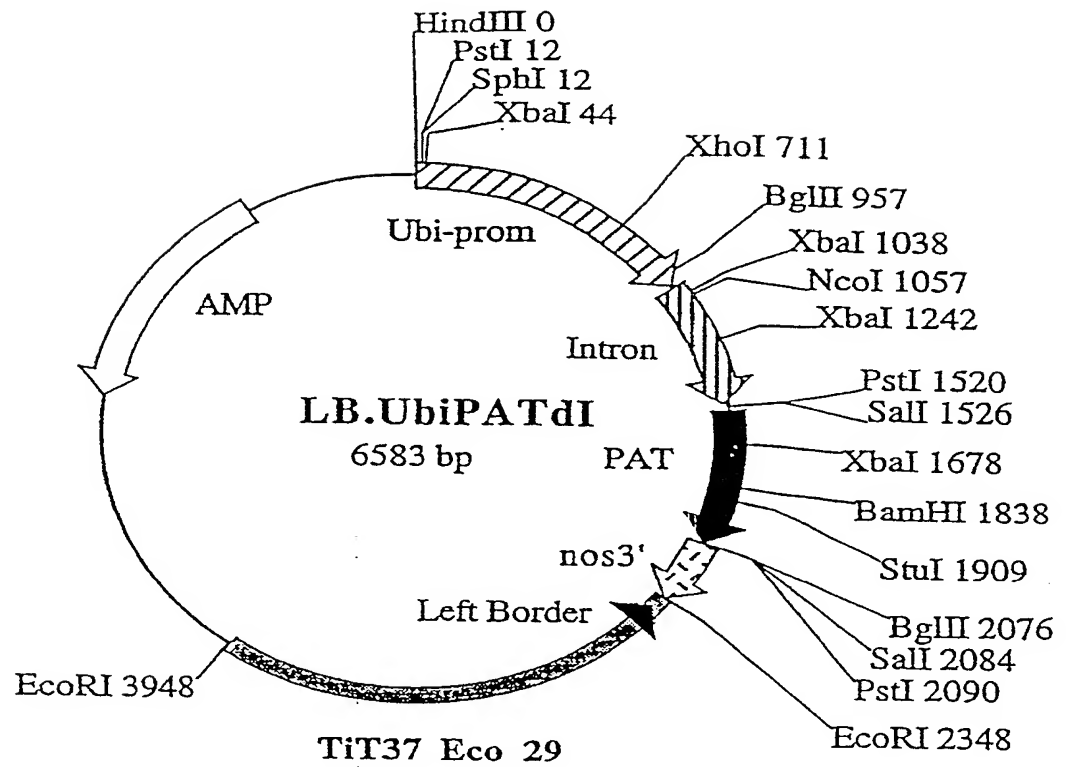 HindIII 0
PstI 12
SphI 12
XbaI 44
XhoI 711
BglII 957
Ubi-prom
XbaI 1038
NcoI 1057
AMP
XbaI 1242
Intron
PstI 1520
SalI 1526
LB.UbiPATdI
6583 bp
PAT
XbaI 1678
BamHI 1838
nos3'
StuI 1909
Left Border
BglII 2076
SalI 2084
PstI 2090
EcoRI 3948
EcoRI 2348
TiT37 Eco 29